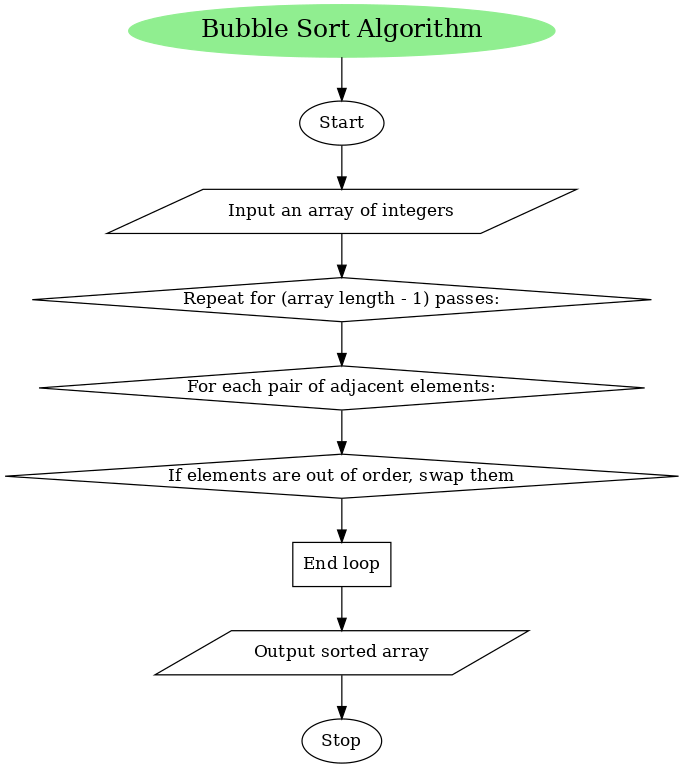 Bubble Sort Algorithm
Start
Input an array of integers
Repeat for (array length - 1) passes:
For each pair of adjacent elements:
If elements are out of order, swap them
End loop
Output sorted array
Stop